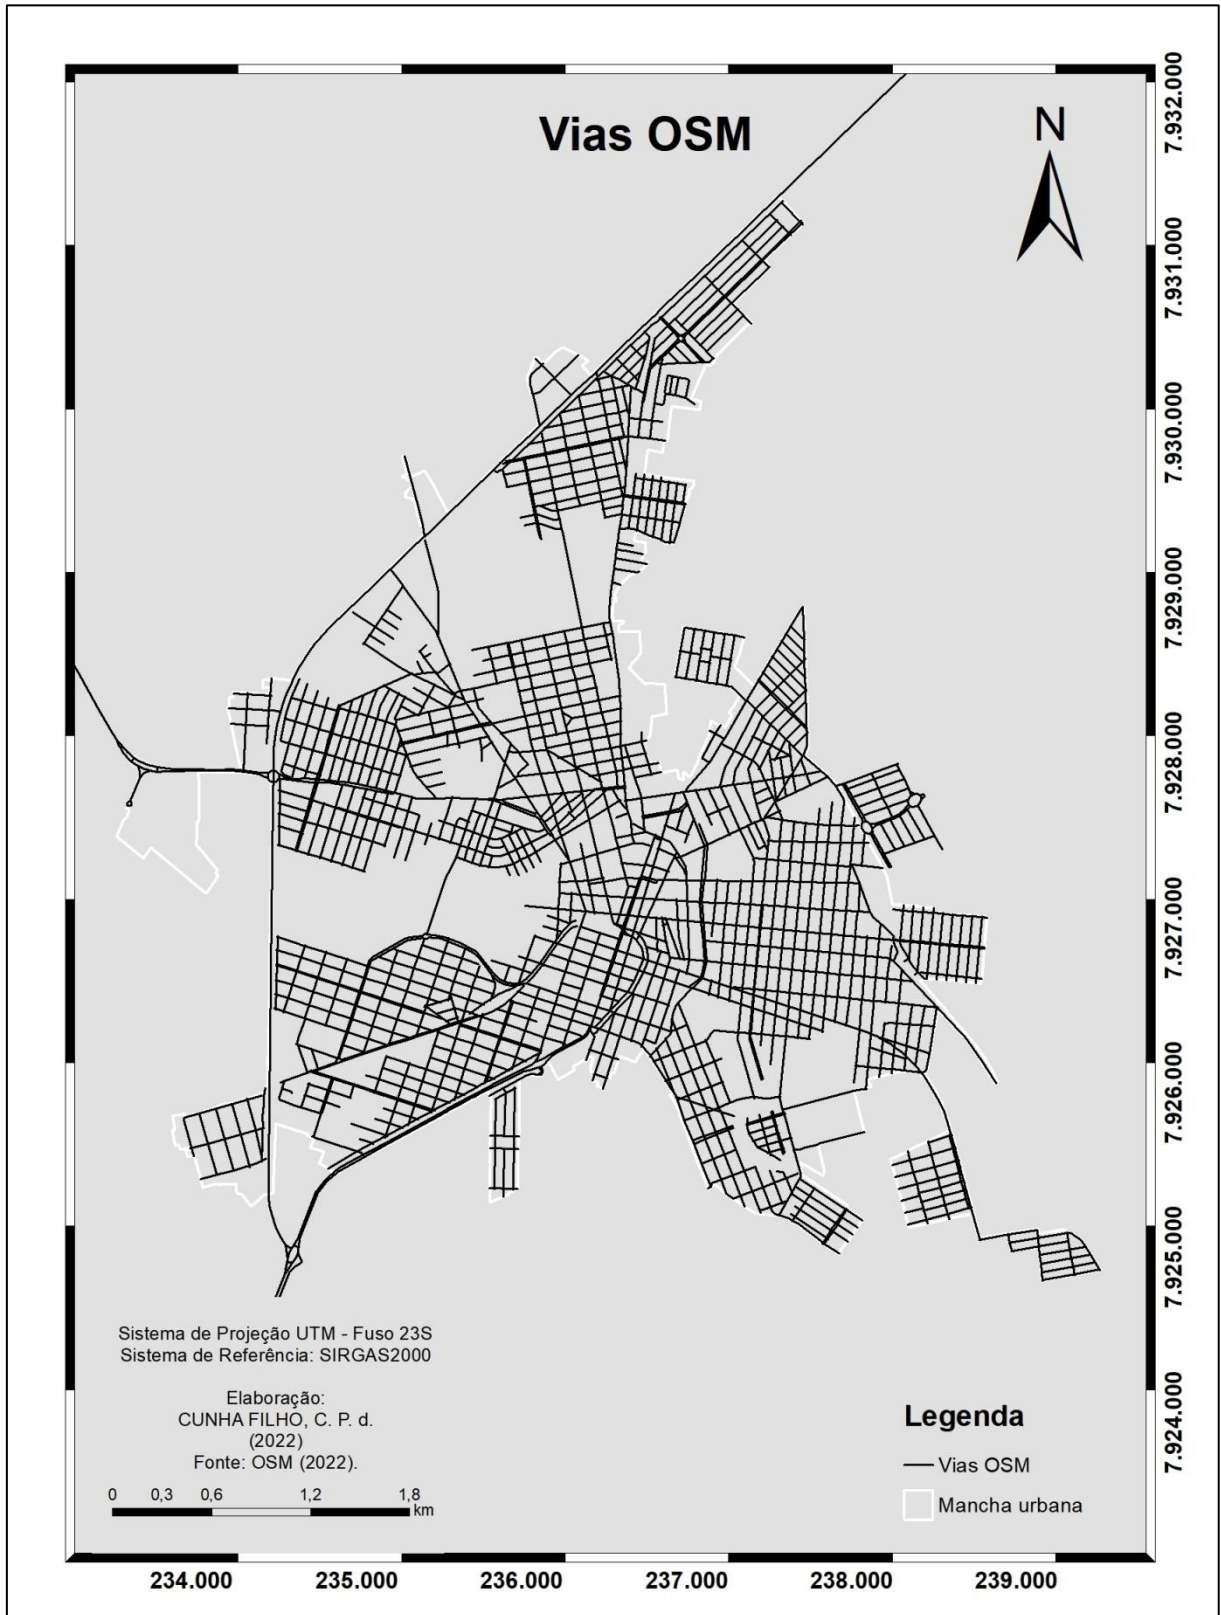 Vias OSM
N
7.932.000
7.931.000
7.930.000
7.929.000
7.928.000
7.927.000
7.926.000
7.925.000
7.924.000
Sistema de Projeção UTM - Fuso 23S
Sistema de Referência: SIRGAS2000
Elaboração:
CUNHA FILHO, C. P. d.
(2022)
Fonte: OSM (2022).
0 0,3 0,6 1,2 1,8
km
Legenda
Vias OSM
Mancha urbana
234.000 235.000 236.000 237.000 238.000 239.000